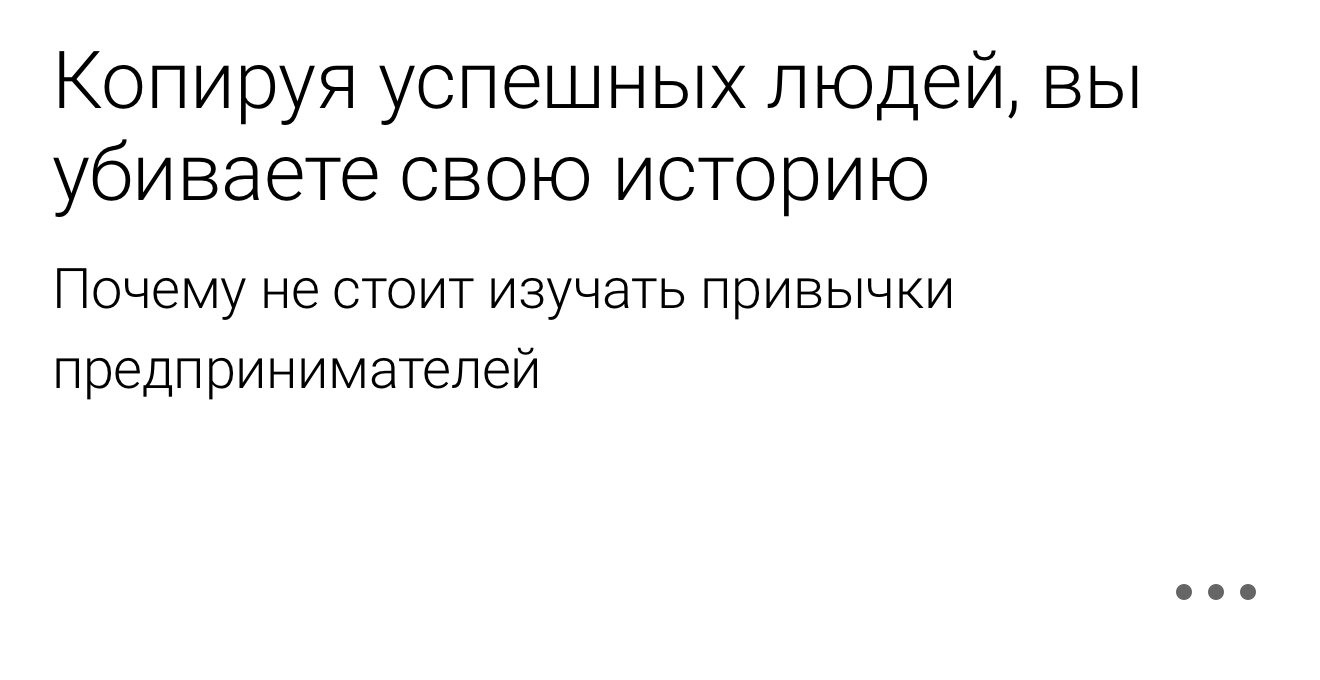 Копируя успешных людей, вы
убиваете свою историю
Почему не стоит изучать привычки
предпринимателей